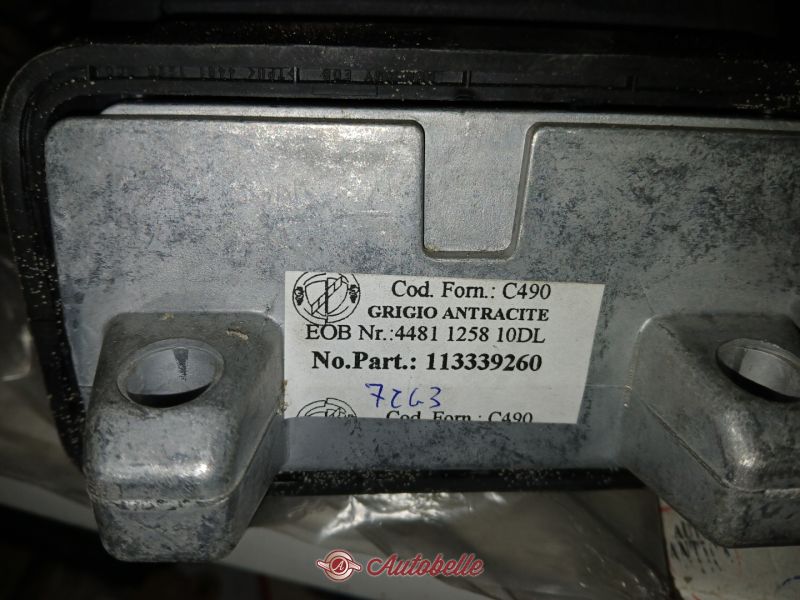 Cod. Forn.: C490
GRIGIO ANTRACITE
EOB Nr.:4481 1258 10DL
No.Part.: 113339260
7263
Cod. Forn.: C490
Autobelle